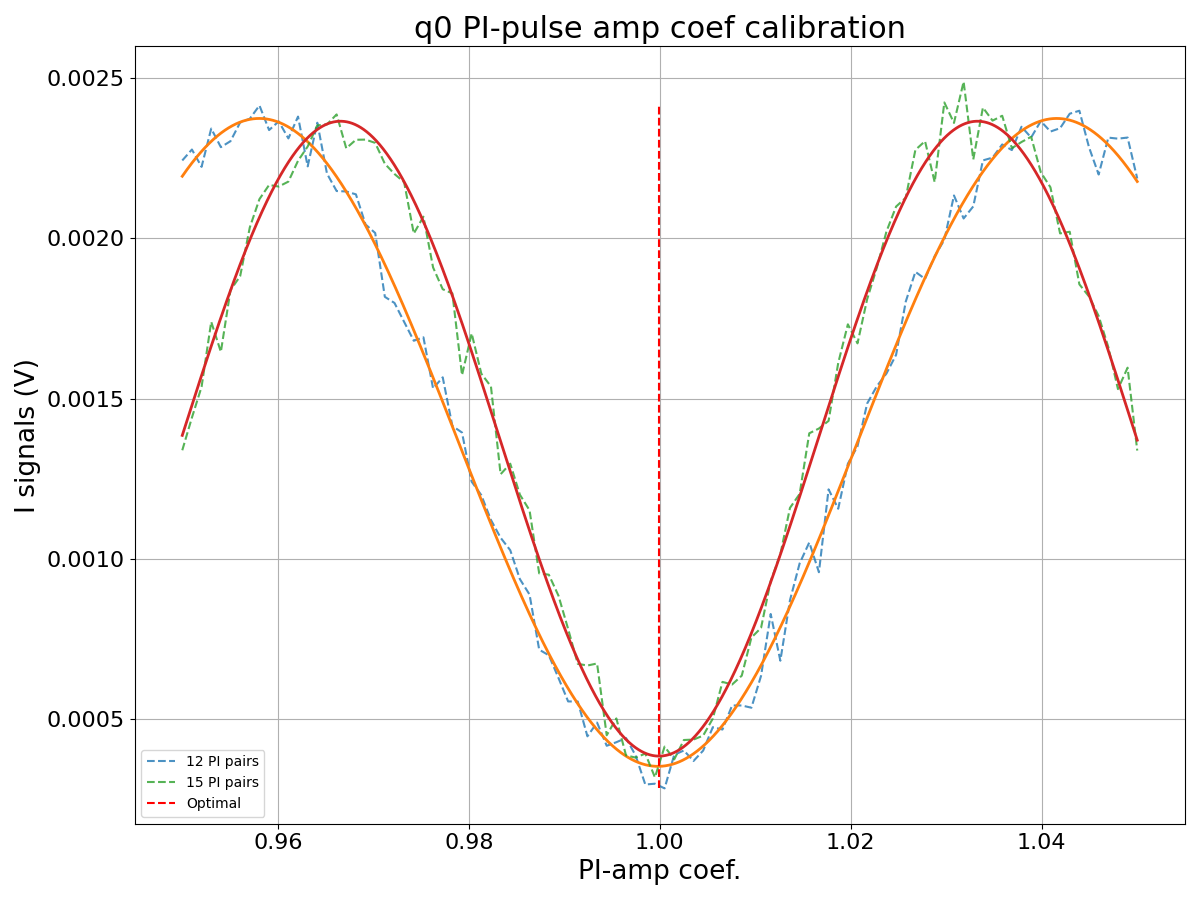 q0 PI-pulse amp coef calibration
I signals (V)
0.0025
0.0020
0.0015
0.0010
0.0005
12 PI pairs
15 PI pairs
Optimal
0.96 0.98 1.00 1.02 1.04
PI-amp coef.